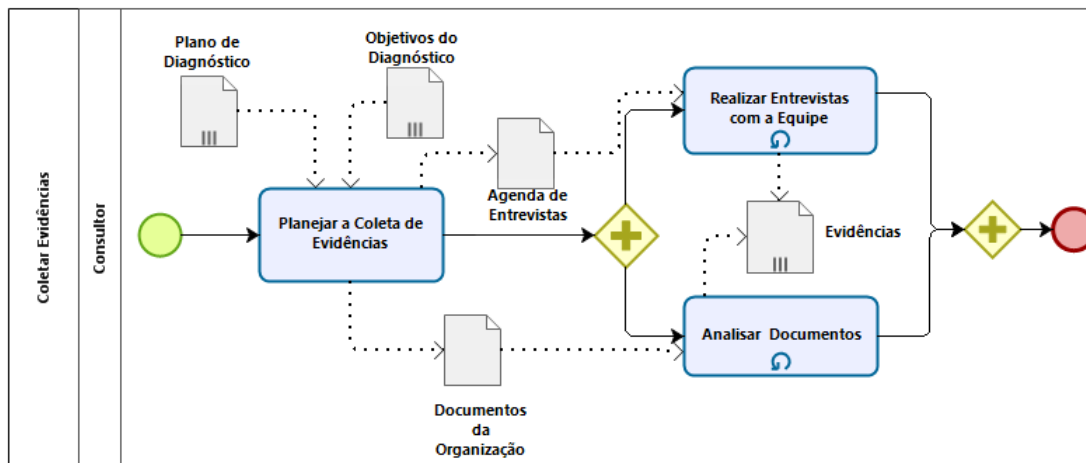 Coletar Evidências
Consultor
Plano de
Diagnóstico
Objetivos do
Diagnóstico
Planejar a Coleta de
Evidências
Agenda de
Entrevistas
Documentos
da
Organização
Realizar Entrevistas
com a Equipe
Evidências
Analisar Documentos